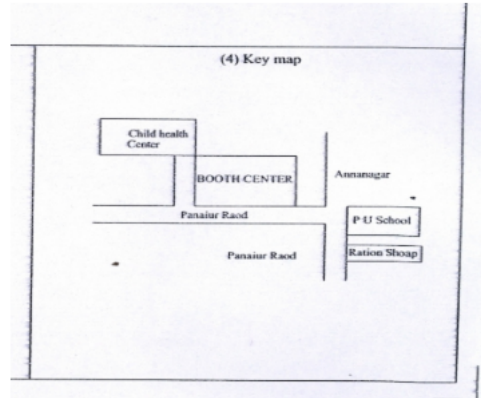 (4) Key map
Child health
Center
BOOTH CENTER
Annanagar
Panaiur Raod
P U School
Panaiur Raod
Ration Shoap